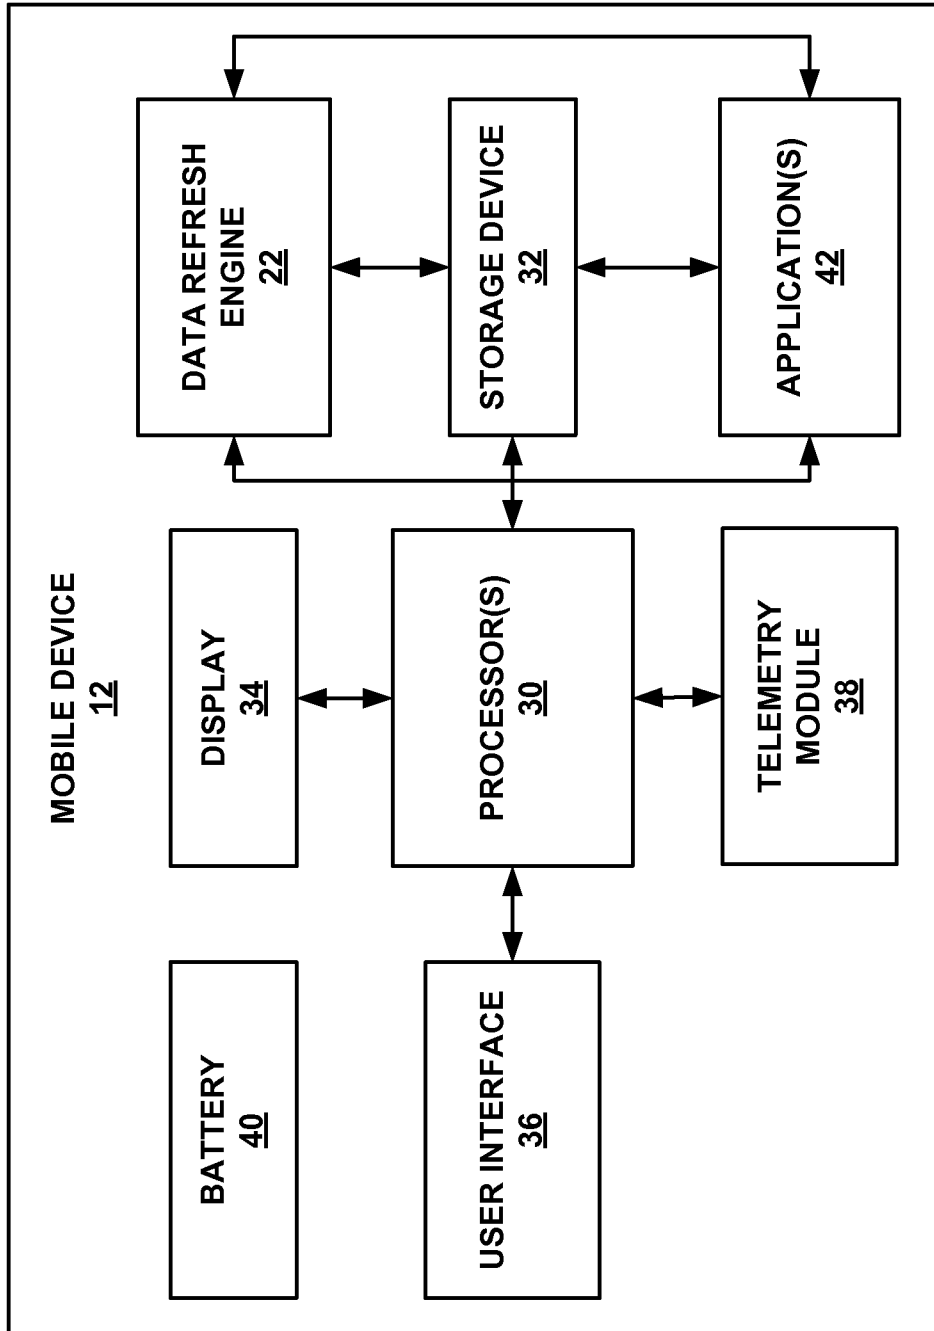 MOBILE DEVICE
12
BATTERY
40
DISPLAY
34
DATA REFRESH
ENGINE
22
USER INTERFACE
36
PROCESSOR(S)
30
STORAGE DEVICE
32
TELEMETRY
MODULE
38
APPLICATION(S)
42